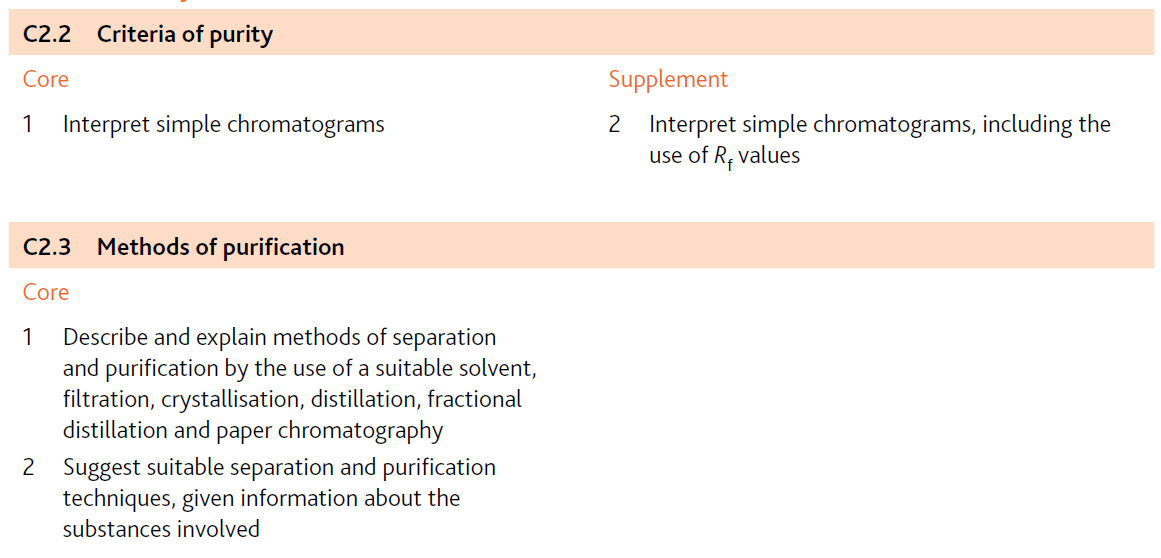 C2.2 Criteria of purity
Core
1 Interpret simple chromatograms
Supplement
2 Interpret simple chromatograms, including the
use of Rf values
C2.3 Methods of purification
Core
1 Describe and explain methods of separation
and purification by the use of a suitable solvent,
filtration, crystallisation, distillation, fractional
distillation and paper chromatography
2 Suggest suitable separation and purification
techniques, given information about the
substances involved